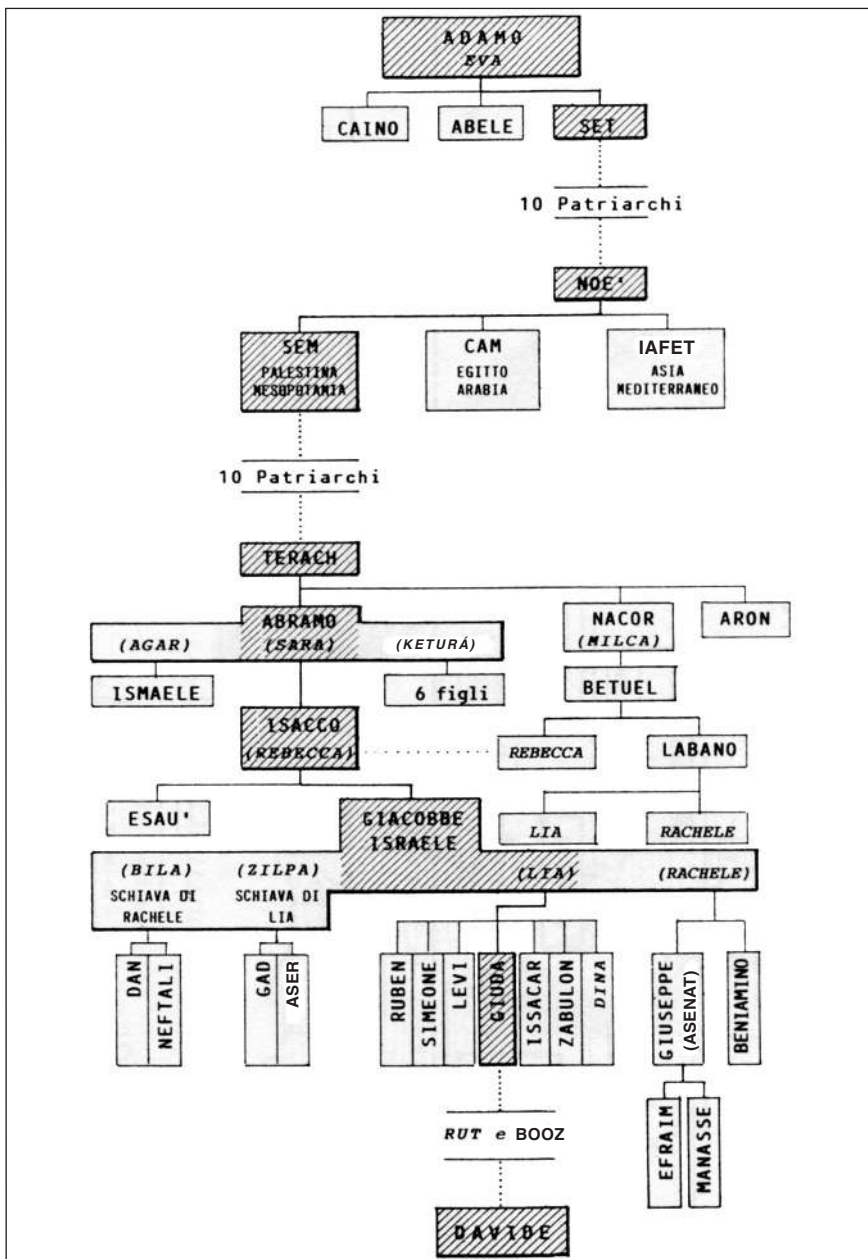 ADAMO
EVA
CAINO
ABELE
SET
10 Patriarchi
NOE'
SEM
PALESTINA
MESOPOTAMIA
CAM
EGITTO
ARABIA
IAFET
ASIA
MEDITERRANEO
10 Patriarchi
TERACH
ABRAMO
(AGAR)
(SARA)
(KETURÁ)
NACOR
(MILCA)
ARON
ISMAELE
6 figli
BETUEL
ISACCO
(REBECCA)
REBECCA
LABANO
ESAU'
GIACOBBE
ISRAELE
LIA
RACHELE
(BILA)
SCHIAVA DI
RACHELE
(ZILPA)
SCHIAVA DI
LIA
(LIA)
(RACHELE)
DAN
NEFTALI
GAD
ASER
RUBEN
SIMEONE
LEVI
GIUDA
ISSACAR
ZABULON
DINA
GIUSEPPE
(ASENAT)
BENIAMINO
EFRAIM
MANASSE
RUT e BOOZ
DAVIDE